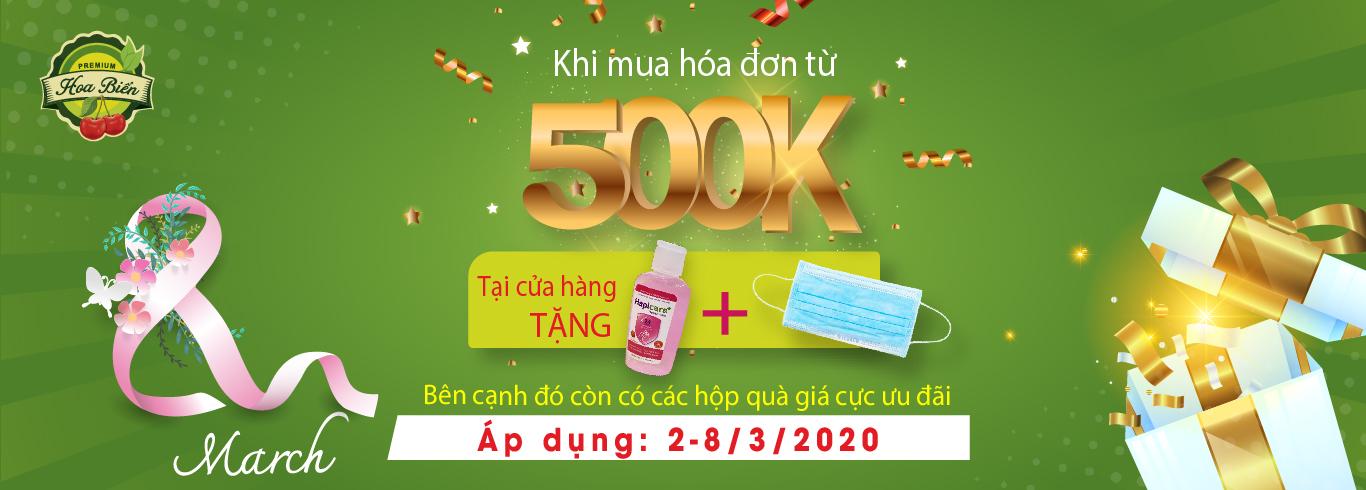 PREMIUM
Hoa Biển
Khi mua hóa đơn từ
500K
Tại cửa hàng
TẶNG
Hapicare
+
Bên cạnh đó còn có các hộp quà giá cực ưu đãi
Áp dụng: 2-8/3/2020
8
March